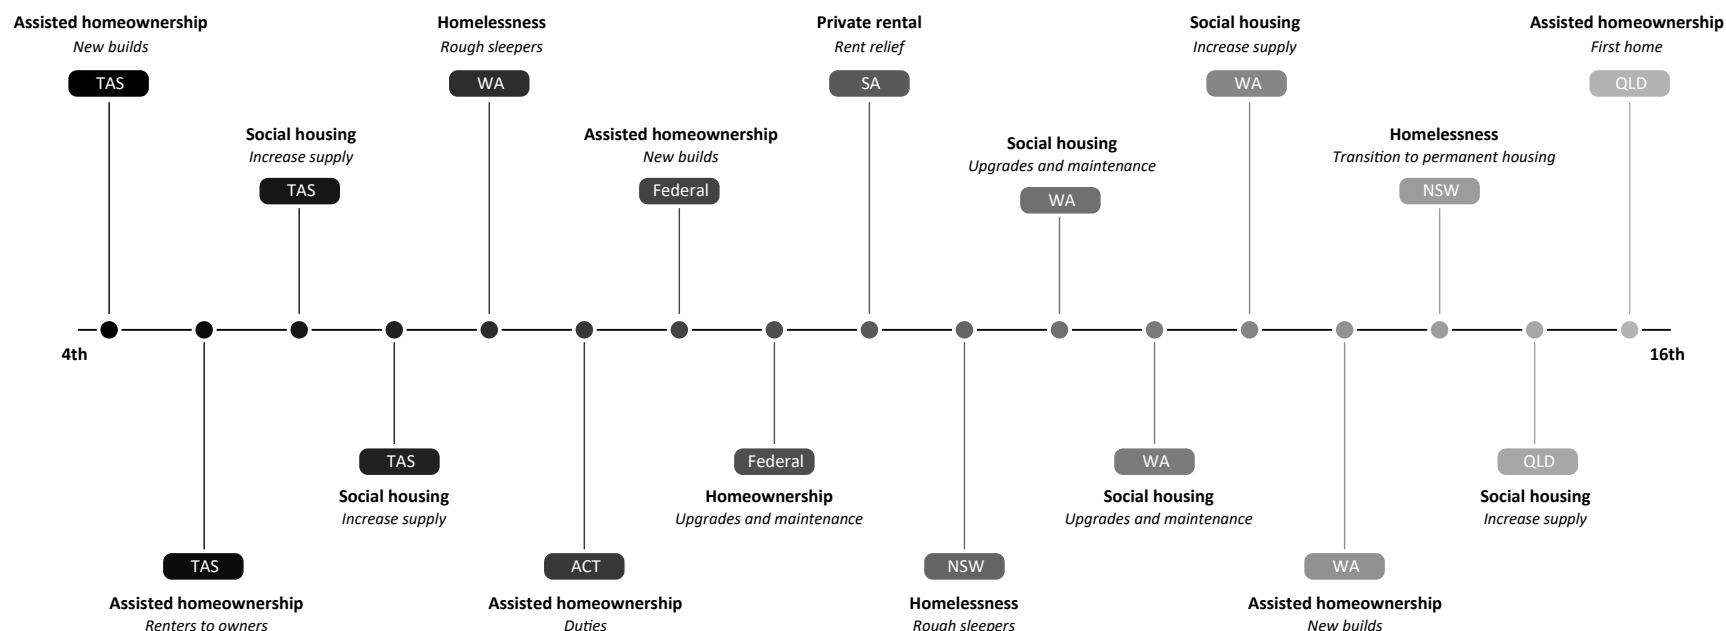 Assisted homeownership
New builds
TAS
Homelessness
Rough sleepers
WA
Private rental
Rent relief
SA
Social housing
Increase supply
WA
Assisted homeownership
First home
QLD
Social housing
Increase supply
TAS
Assisted homeownership
New builds
Federal
Social housing
Upgrades and maintenance
WA
Homelessness
Transition to permanent housing
NSW
4th
16th
TAS
Social housing
Increase supply
Federal
Homeownership
Upgrades and maintenance
WA
Social housing
Upgrades and maintenance
QLD
Social housing
Increase supply
TAS
Assisted homeownership
Renters to owners
ACT
Assisted homeownership
Duties
NSW
Homelessness
Rough sleepers
WA
Assisted homeownership
New builds